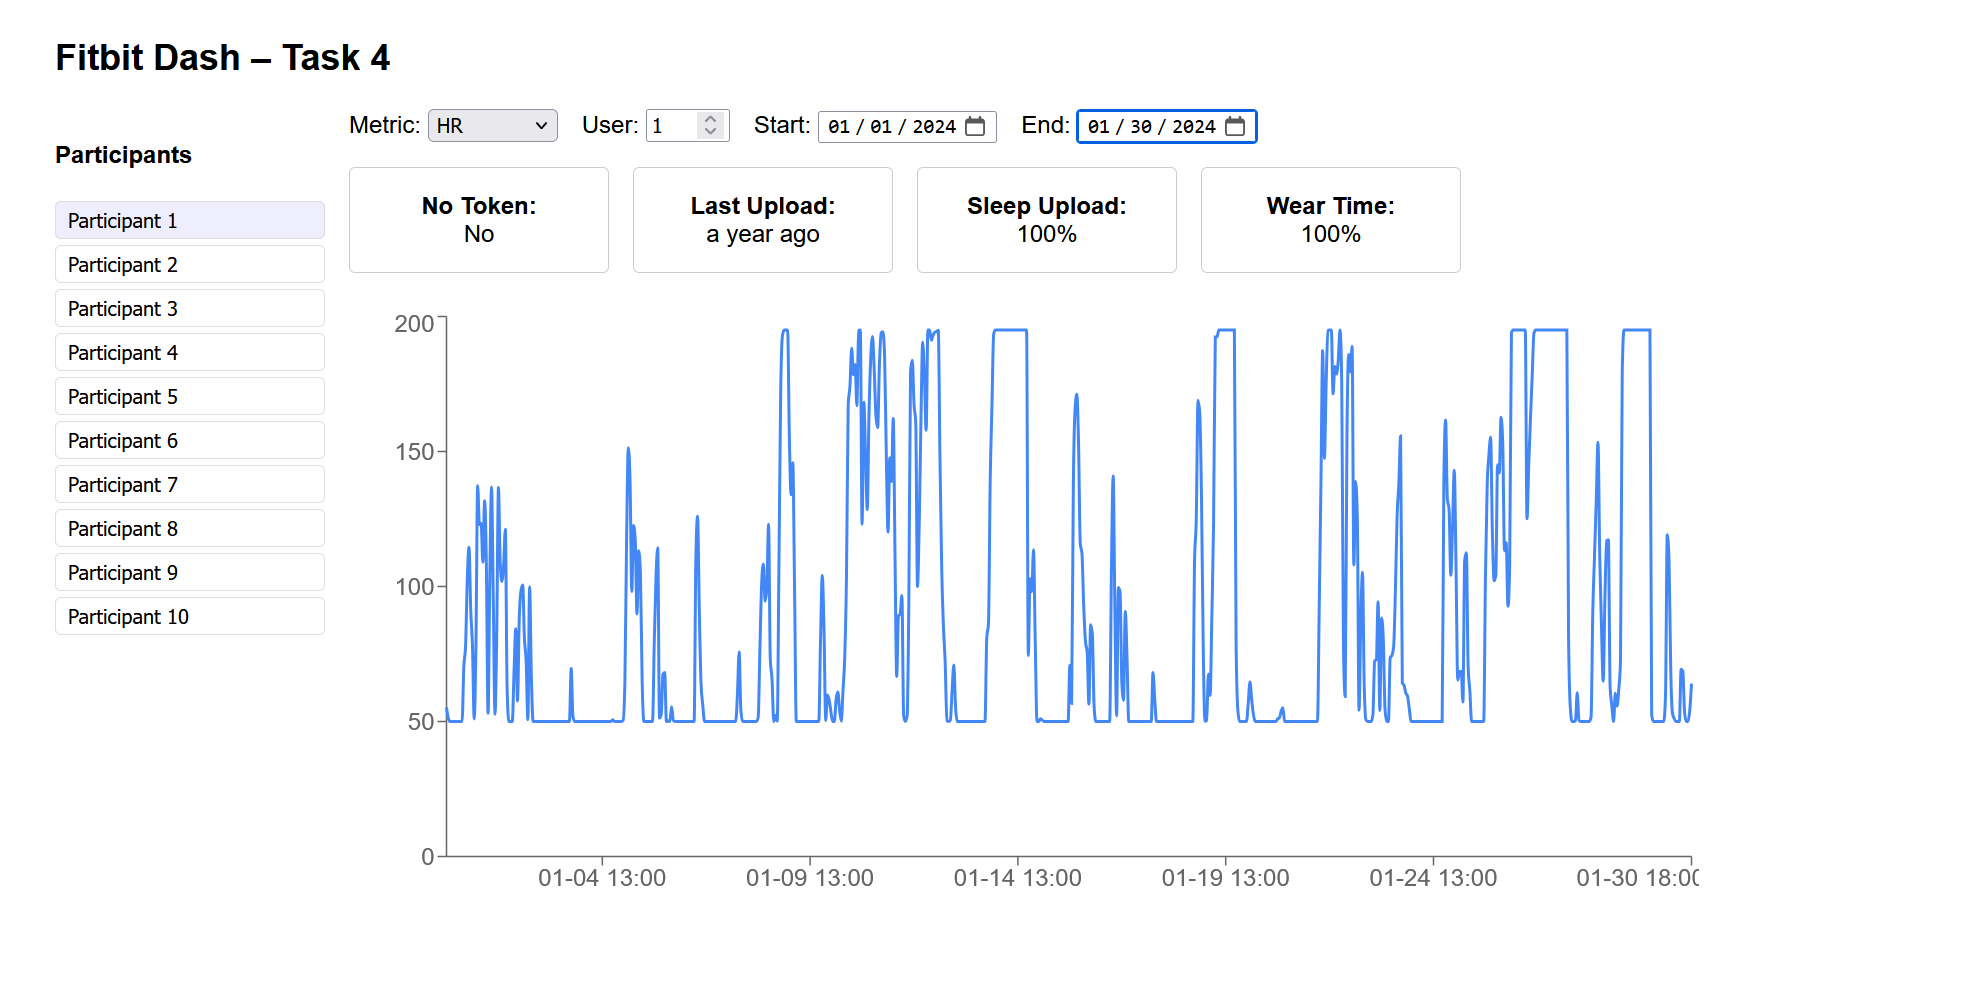 Fitbit Dash – Task 4
Metric: HR User: 1 Start: 01 / 01 / 2024 End: 01 / 30 / 2024
Participants
Participant 1
Participant 2
Participant 3
Participant 4
Participant 5
Participant 6
Participant 7
Participant 8
Participant 9
Participant 10
No Token:
No
Last Upload:
a year ago
Sleep Upload:
100%
Wear Time:
100%
200
150
100
50
0
01-04 13:00 01-09 13:00 01-14 13:00 01-19 13:00 01-24 13:00 01-30 18:00